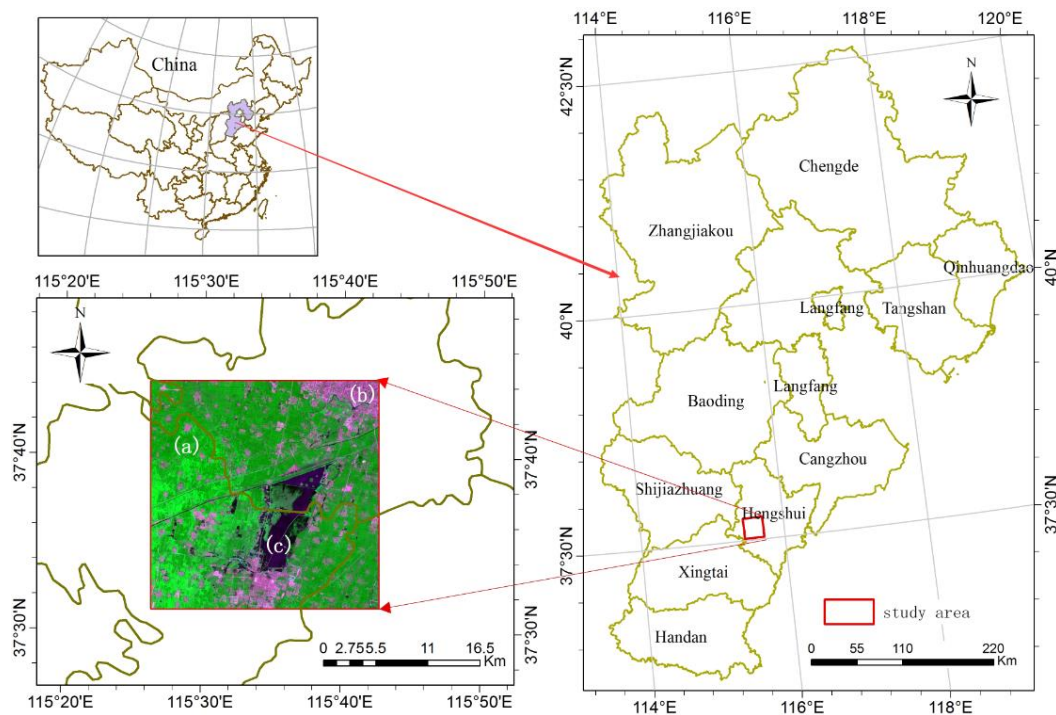 China
115°20'E
115°30'E
115°40'E
115°50'E
N
(b)
(a)
(c)
37°40'N
37°30'N
37°40'N
37°30'N
0 2.755.5 11 16.5
Km
115°20'E
115°30'E
115°40'E
115°50'E
114°E
116°E
118°E
120°E
N
42°30'N
40°N
37°30'N
40°N
37°30'N
Chengde
Zhangjiakou
Qinhuangdao
Langfang
Tangshan
Langfang
Baoding
Cangzhou
Shijiazhuang
Hengshui
Xingtai
Handan
study area
0 55 110 220
Km
114°E
116°E
118°E